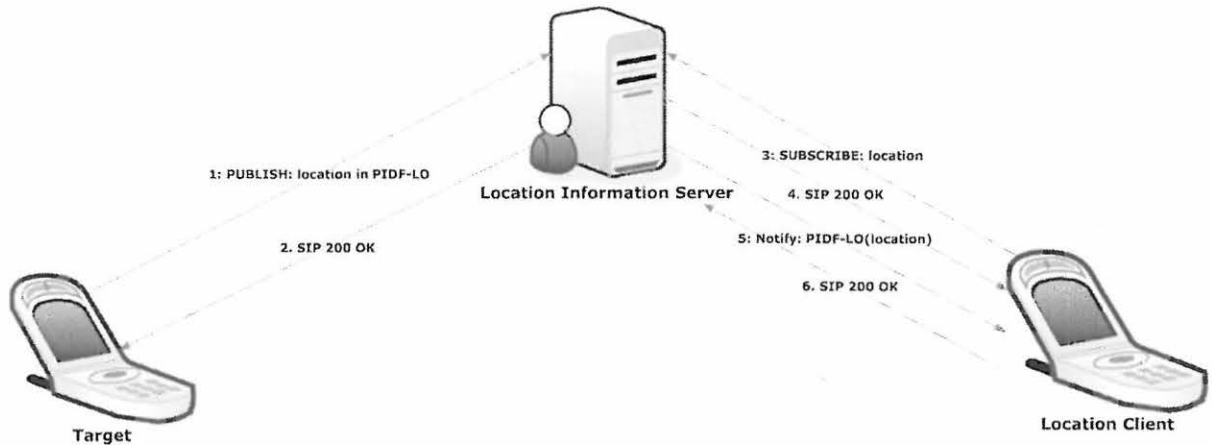 1: PUBLISH: location in PIDF-LO
2. SIP 200 OK
Location Information Server
3: SUBSCRIBE: location
4. SIP 200 OK
5: Notify: PIDF-LO(location)
6. SIP 200 OK
Target
Location Client